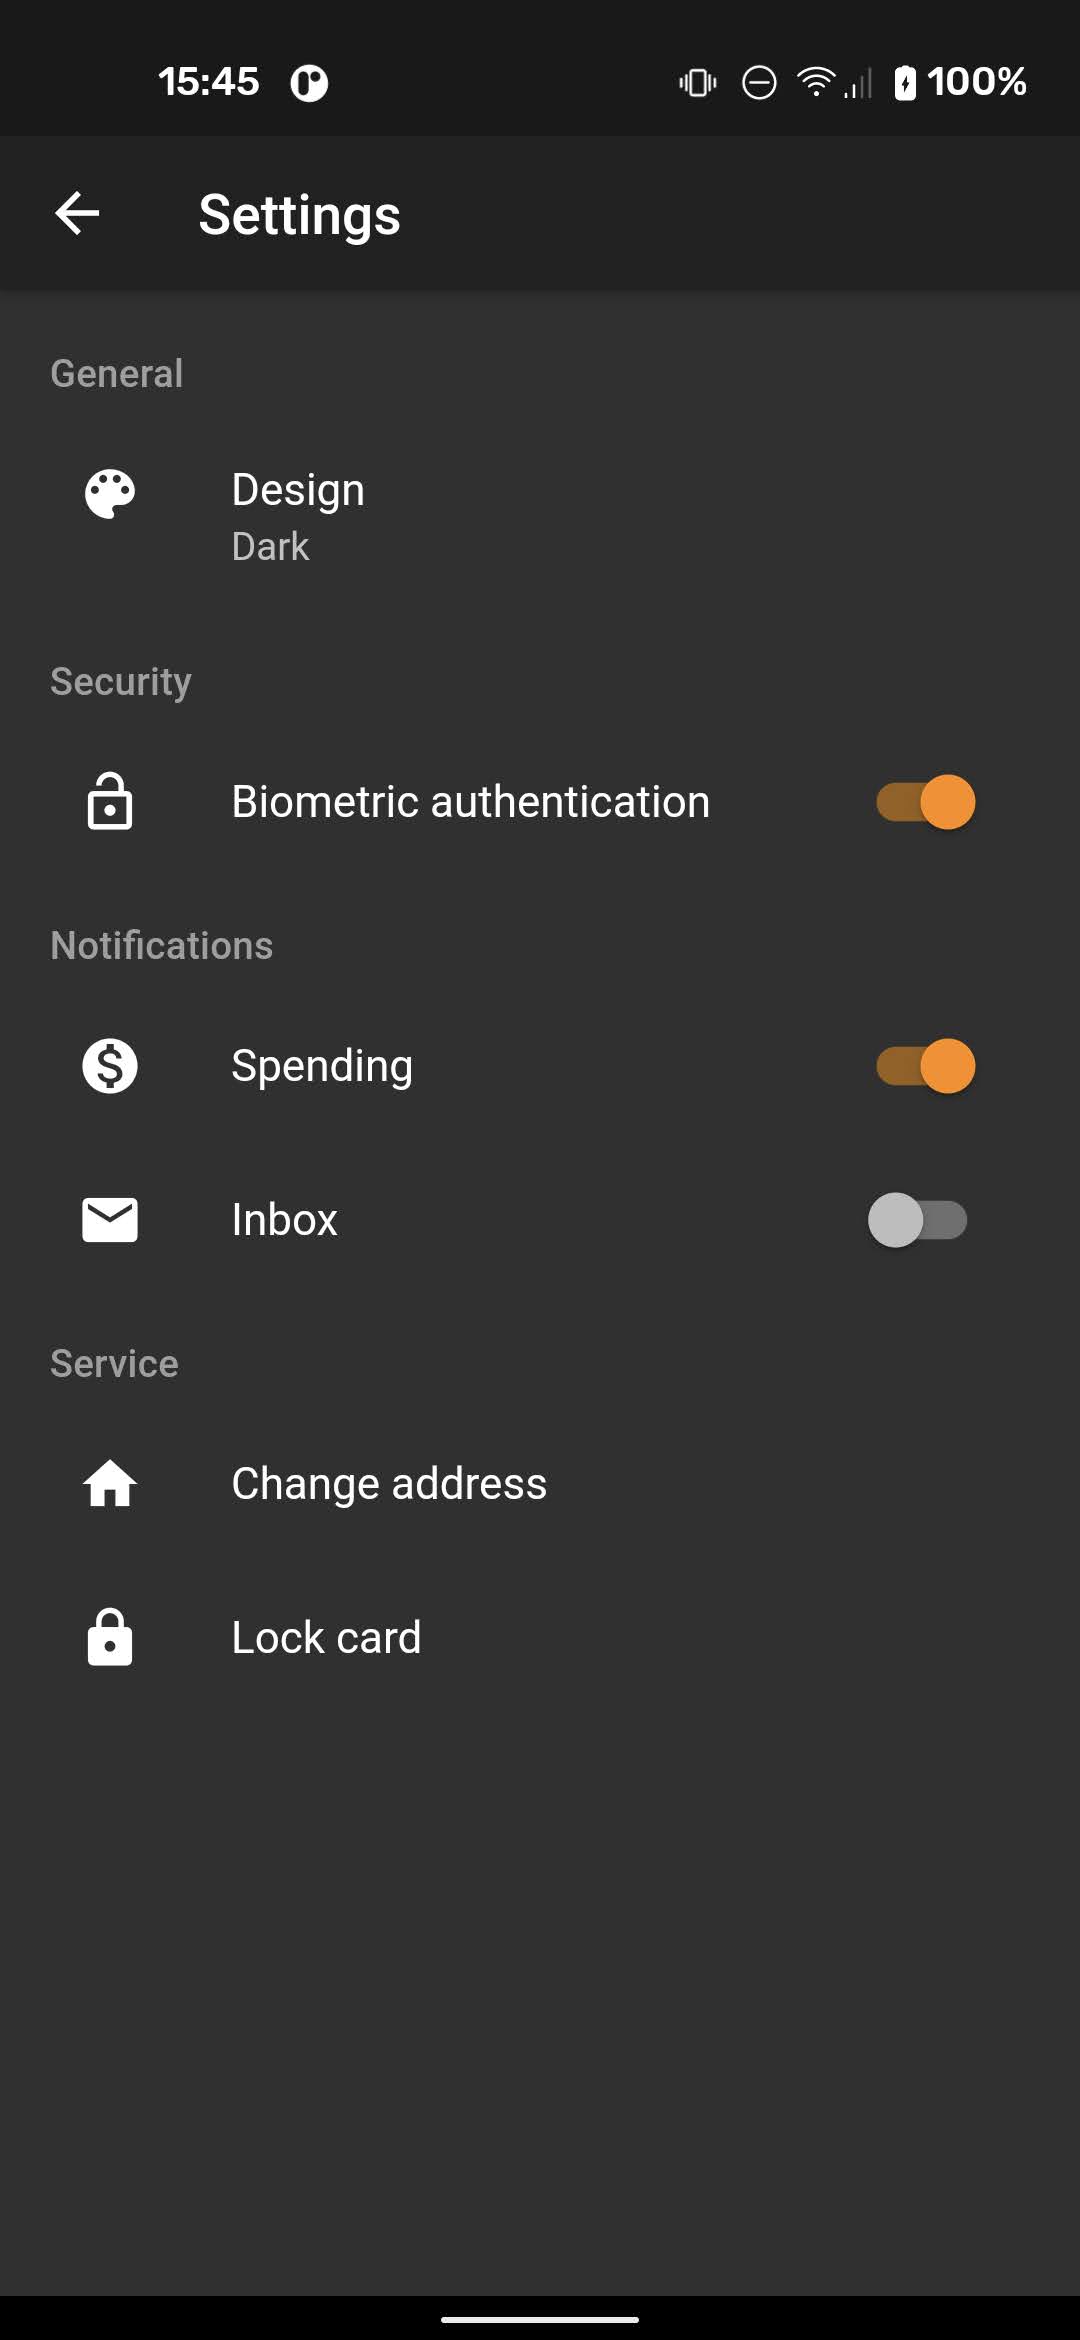 15:45
100%
Settings
General
Design
Dark
Security
Biometric authentication
Notifications
Spending
Inbox
Service
Change address
Lock card